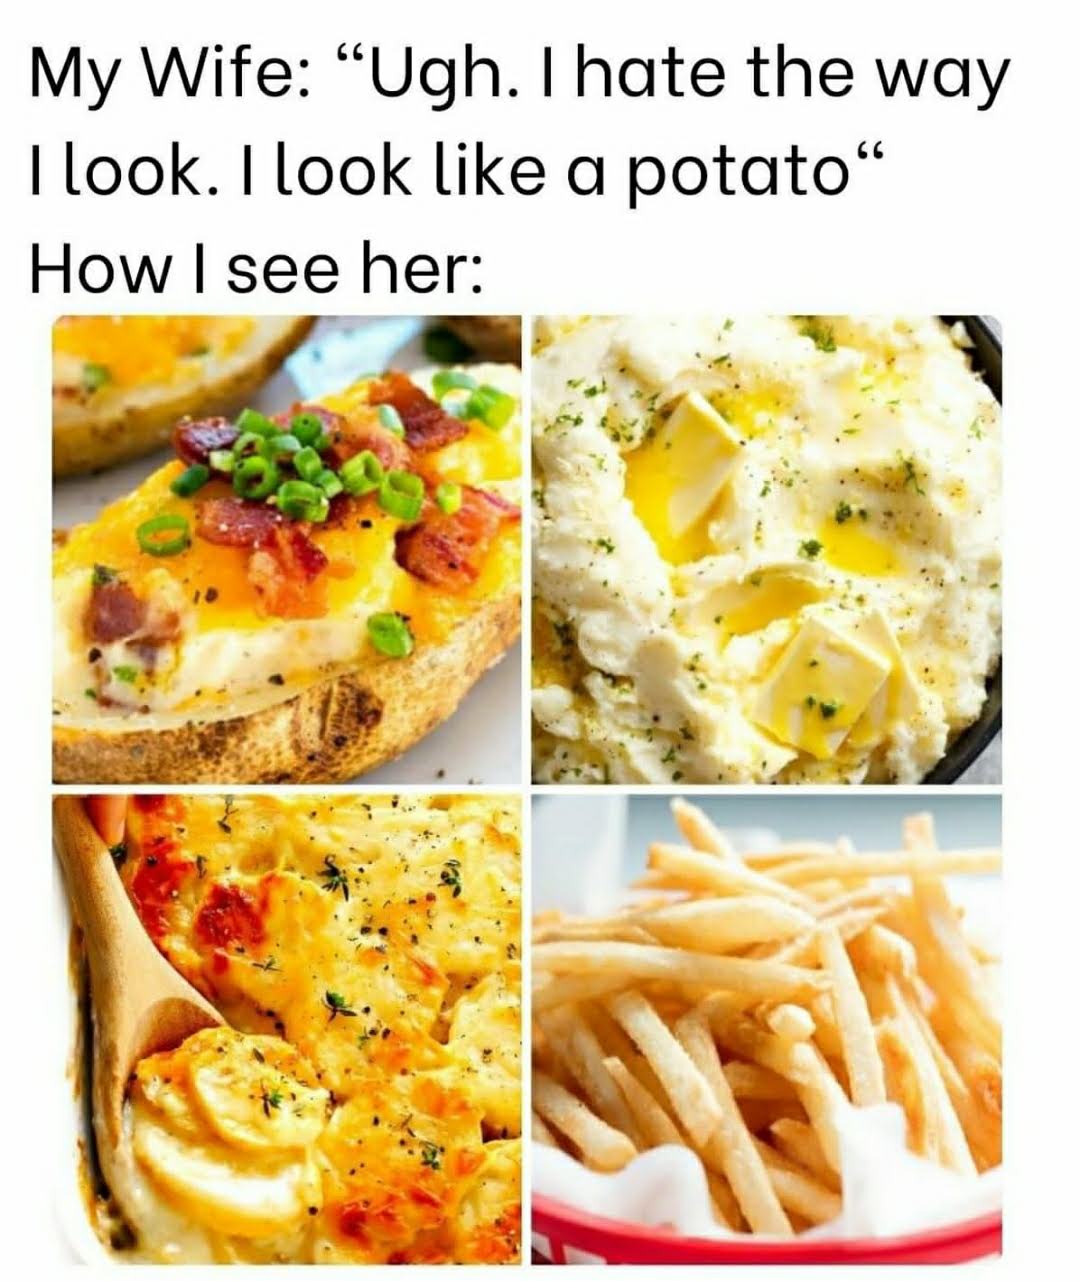 My Wife: “Ugh. I hate the way
I look. I look like a potato“
How I see her: